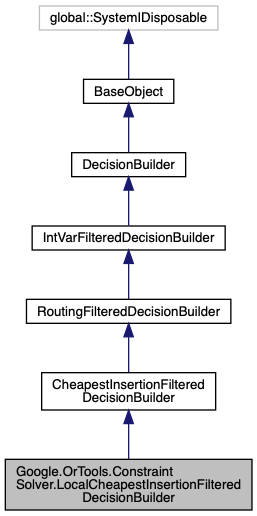 global::SystemIDisposable
BaseObject
DecisionBuilder
IntVarFilteredDecisionBuilder
RoutingFilteredDecisionBuilder
CheapestInsertionFiltered
DecisionBuilder
Google.OrTools.Constraint
Solver.LocalCheapestInsertionFiltered
DecisionBuilder